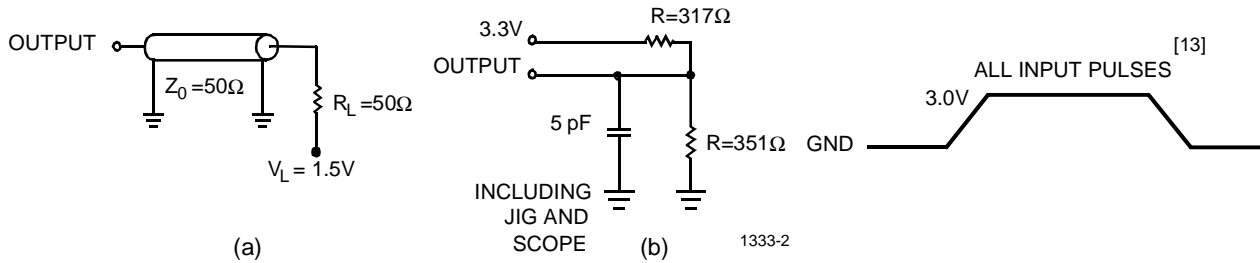 OUTPUT
Z0 =50Ω
RL = 50Ω
VL = 1.5V
(a)
R=317Ω
3.3V
OUTPUT
5 pF
R=351Ω
INCLUDING
JIG AND
SCOPE
(b)
1333-2
[13]
ALL INPUT PULSES
3.0V
GND